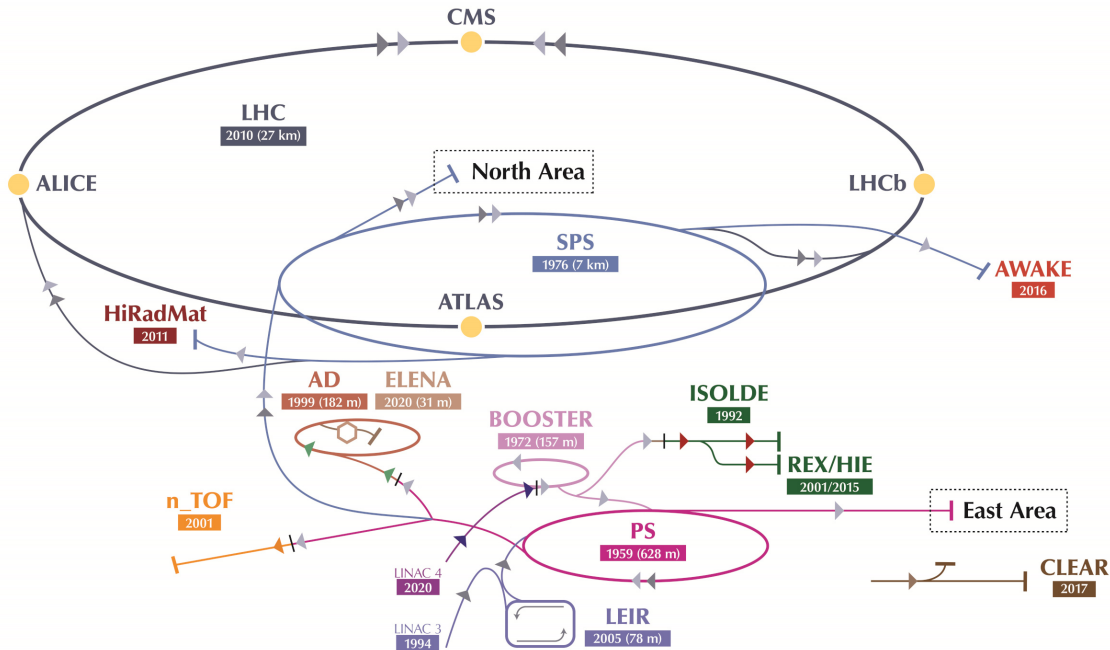 CMS
LHC
2010 (27 km)
North Area
ALICE
LHCb
SPS
1976 (7 km)
AWAKE
2016
ATLAS
HiRadMat
2011
AD
1999 (182 m)
ELENA
2020 (31 m)
ISOLDE
1992
BOOSTER
1972 (157 m)
REX/HIE
2001/2015
n_TOF
2001
East Area
PS
1959 (628 m)
LINAC 4
2020
CLEAR
2017
LINAC 3
1994
LEIR
2005 (78 m)